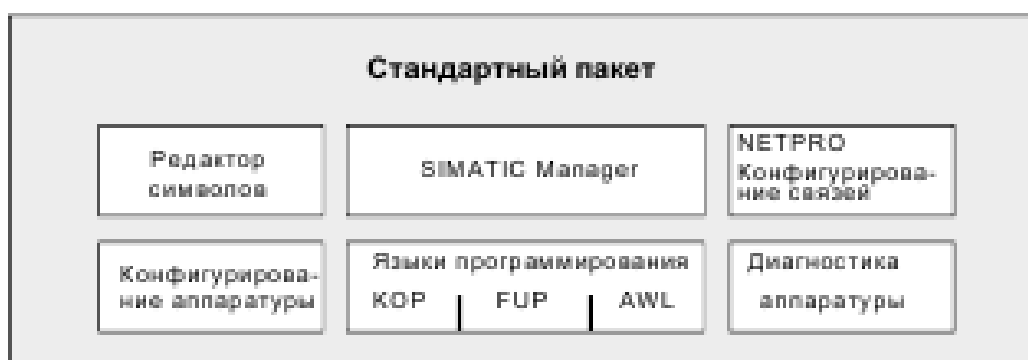 Стандартный пакет
Редактор
символов
SIMATIC Manager
NETPRO
Конфигурирова-
ние связей
Конфигурирова-
ние аппаратуры
Языки программирования
KOP FUP AWL
Диагностика
аппаратуры